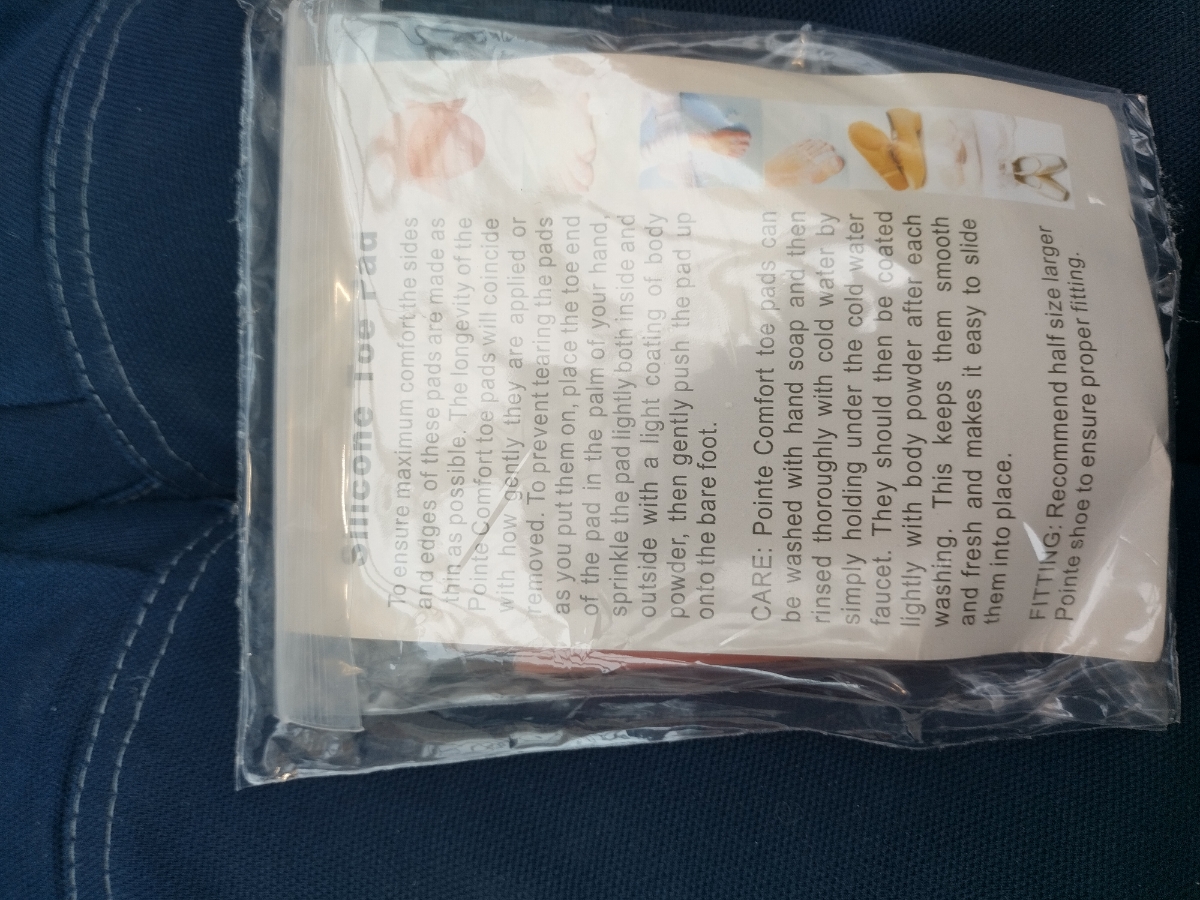 Silicone Toe Pad
To ensure maximum comfort the sides
and edges of these pads are made as
thin as possible. The longevity of the
Pointe Comfort toe pads will coincide
with how gently they are applied or
removed. To prevent tearing the pads
as you put them on, place the toe end
of the pad in the palm of your hand,
sprinkle the pad lightly both inside and
outside with a light coating of body
powder, then gently push the pad up
onto the bare foot.
CARE: Pointe Comfort toe pads can
be washed with hand soap and then
rinsed thoroughly with cold water by
simply holding under the cold water
faucet. They should then be coated
lightly with body powder after each
washing. This keeps them smooth
and fresh and makes it easy to slide
them into place.
FITTING: Recommend half size larger
Pointe shoe to ensure proper fitting.